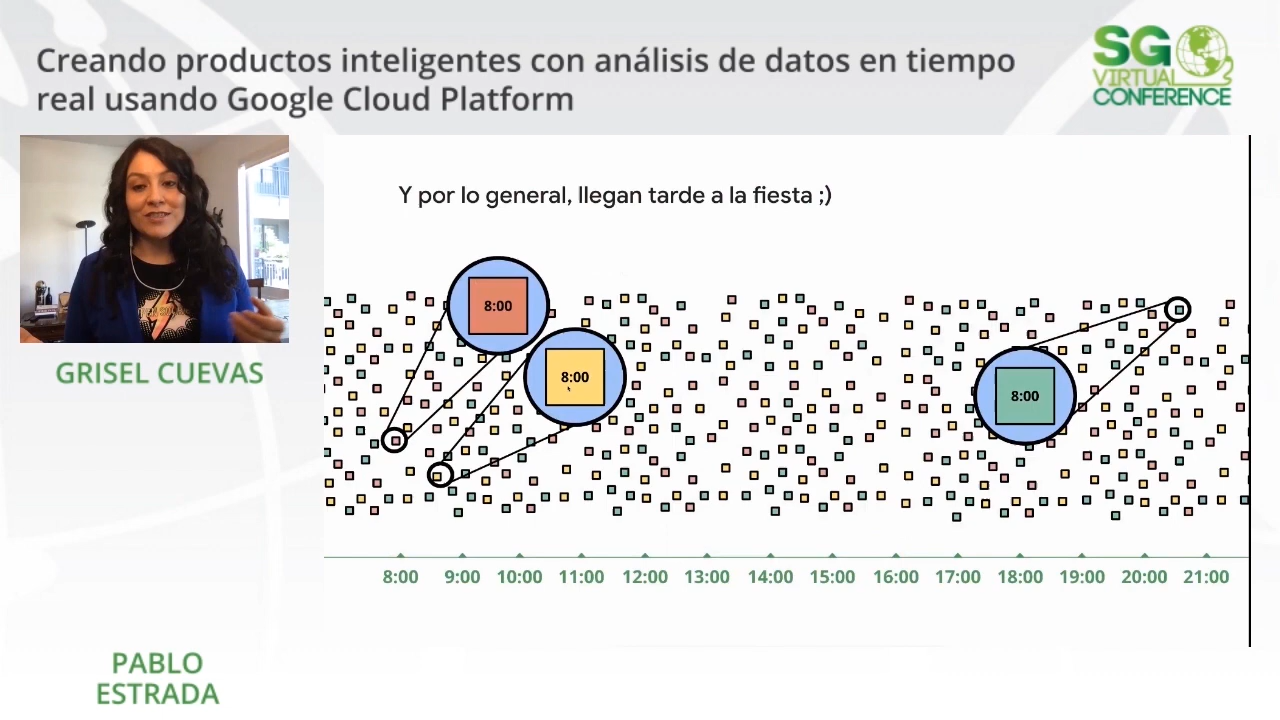 Creando productos inteligentes con análisis de datos en tiempo
real usando Google Cloud Platform
SG
VIRTUAL
CONFERENCE
Y por lo general, llegan tarde a la fiesta ;)
8:00
8:00
8:00
GRISEL CUEVAS
8:00 9:00 10:00 11:00 12:00 13:00 14:00 15:00 16:00 17:00 18:00 19:00 20:00 21:00
PABLO
ESTRADA